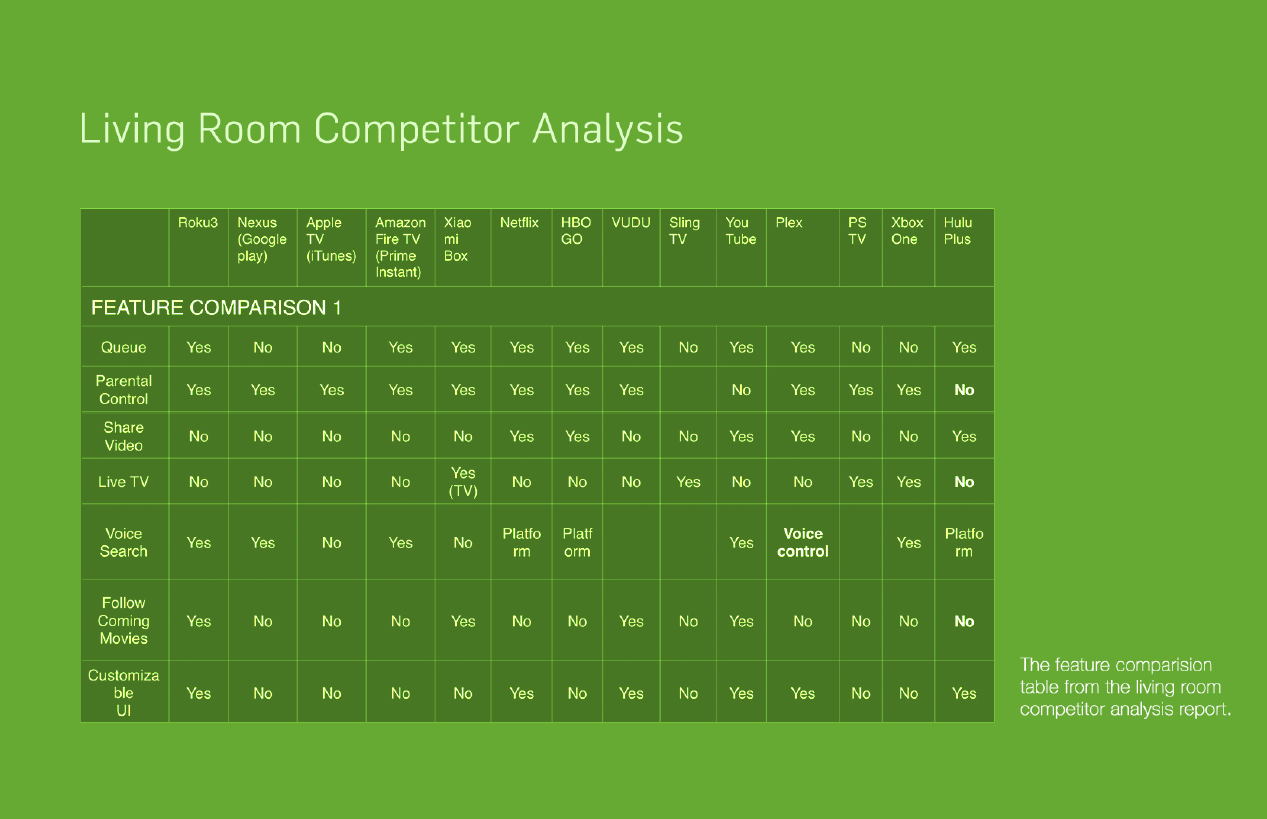 Living Room Competitor Analysis
Roku3 Nexus (Google play) Apple TV (iTunes) Amazon Fire TV (Prime Instant) Xiao mi Box Netflix HBO GO VUDU Sling TV You Tube Plex PS TV Xbox One Hulu Plus
FEATURE COMPARISON 1
Queue Yes No No Yes Yes Yes Yes Yes No Yes Yes No No Yes
Parental Control Yes Yes Yes Yes Yes Yes Yes Yes No Yes Yes Yes No
Share Video No No No No No Yes Yes No No Yes Yes No No Yes
Live TV No No No No Yes (TV) No No No Yes No No Yes Yes No
Voice Search Yes Yes No Yes No Platfo rm Platf orm Yes Voice control Yes Platfo rm
Follow Coming Movies Yes No No No Yes No No Yes No Yes No No No No
Customiza ble UI Yes No No No No Yes No Yes No Yes Yes No No Yes
The feature comparision
table from the living room
competitor analysis report.